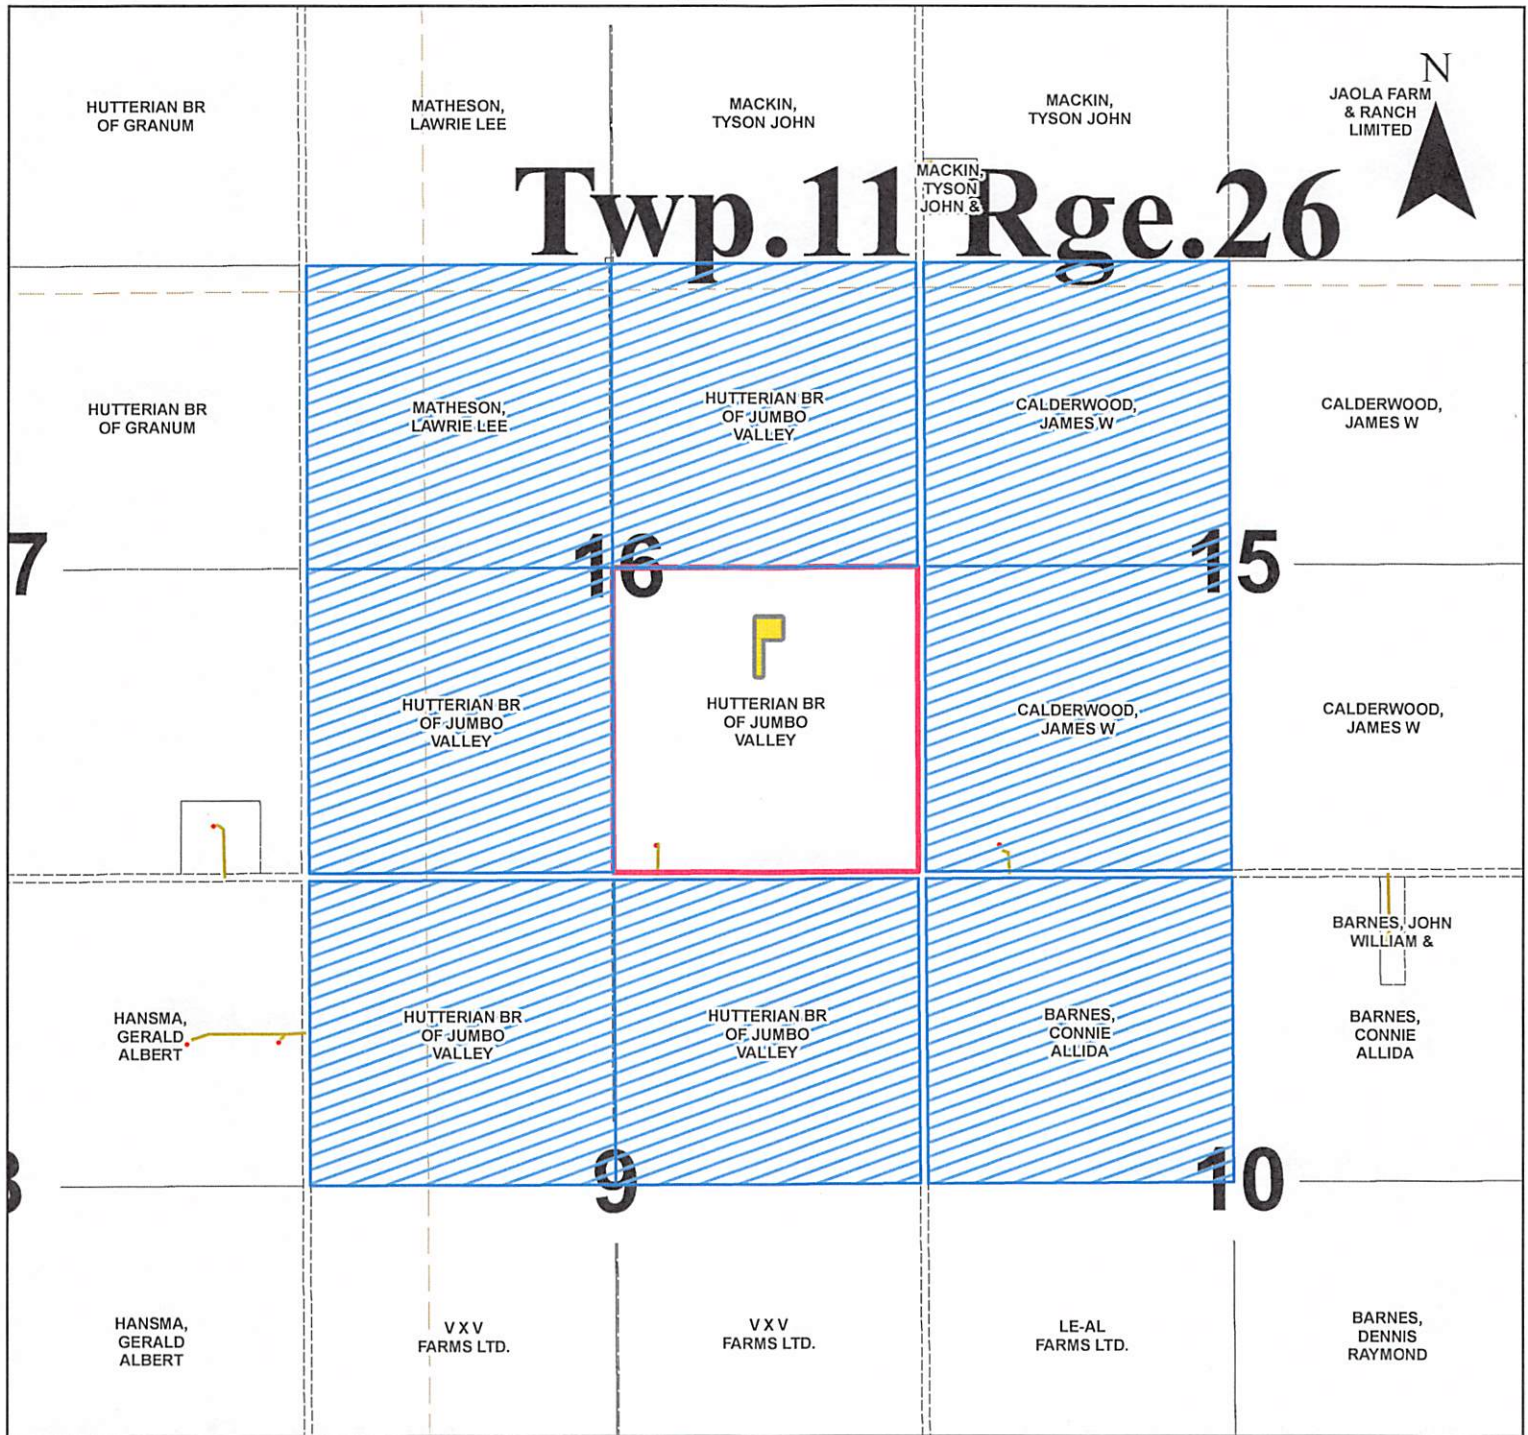 HUTTERIAN BR
OF GRANUM
MATHESON,
LAWRIE LEE
MACKIN,
TYSON JOHN
MACKIN,
TYSON JOHN
JAOLA FARM
& RANCH
LIMITED
N
MACKIN,
TYSON
JOHN &
Twp.11 Rge.26
HUTTERIAN BR
OF GRANUM
MATHESON,
LAWRIE LEE
HUTTERIAN BR
OF JUMBO
VALLEY
CALDERWOOD,
JAMES W
CALDERWOOD,
JAMES W
7
16
15
HUTTERIAN BR
OF JUMBO
VALLEY
HUTTERIAN BR
OF JUMBO
VALLEY
CALDERWOOD,
JAMES W
CALDERWOOD,
JAMES W
BARNES, JOHN
WILLIAM &
HANSMA,
GERALD
ALBERT
HUTTERIAN BR
OF JUMBO
VALLEY
HUTTERIAN BR
OF JUMBO
VALLEY
BARNES,
CONNIE
ALLIDA
BARNES,
CONNIE
ALLIDA
9
10
HANSMA,
GERALD
ALBERT
V X V
FARMS LTD.
V X V
FARMS LTD.
LE-AL
FARMS LTD.
BARNES,
DENNIS
RAYMOND